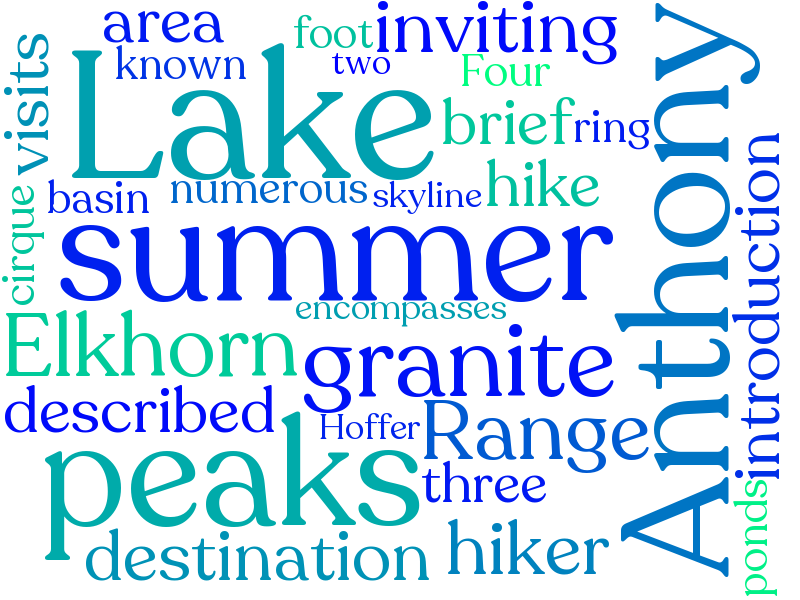 area
foot
inviting
known
two
Four
visits
Lake
brief
ring
Anthony
cirque
basin
numerous
skyline
hike
introduction
summer
encompasses
Elkhorn
granite
described
Hoffer
Range
peaks
three
ponds
destination
hiker